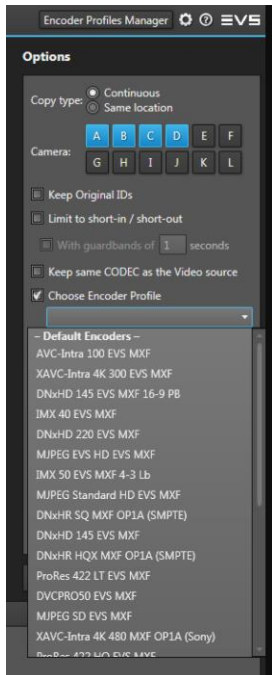 Encoder Profiles Manager EVS
Options
Copy type: Continuous
Same location
Camera: A B C D E F
G H I J K L
Keep Original IDs
Limit to short-in / short-out
With guardbands of 1 seconds
Keep same CODEC as the Video source
Choose Encoder Profile
– Default Encoders –
AVC-Intra 100 EVS MXF
XAVC-Intra 4K 300 EVS MXF
DNxHD 145 EVS MXF 16-9 PB
IMX 40 EVS MXF
DNxHD 220 EVS MXF
MJPEG EVS HD EVS MXF
IMX 50 EVS MXF 4-3 Lb
MJPEG Standard HD EVS MXF
DNxHR SQ MXF OP1A (SMPTE)
DNxHD 145 EVS MXF
DNxHR HQX MXF OP1A (SMPTE)
ProRes 422 LT EVS MXF
DVCPRO50 EVS MXF
MJPEG SD EVS MXF
XAVC-Intra 4K 480 MXF OP1A (Sony)
ProRes 422 HQ EVS MXF